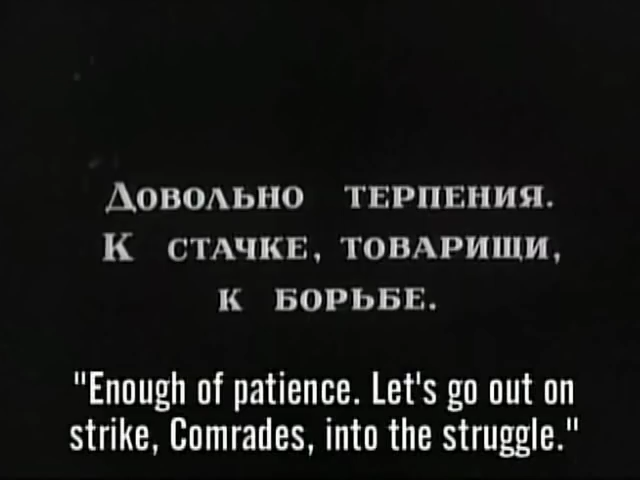 Довольно терпения.
К стачке, товарищи,
к борьбе.
"Enough of patience. Let's go out on
strike, Comrades, into the struggle."